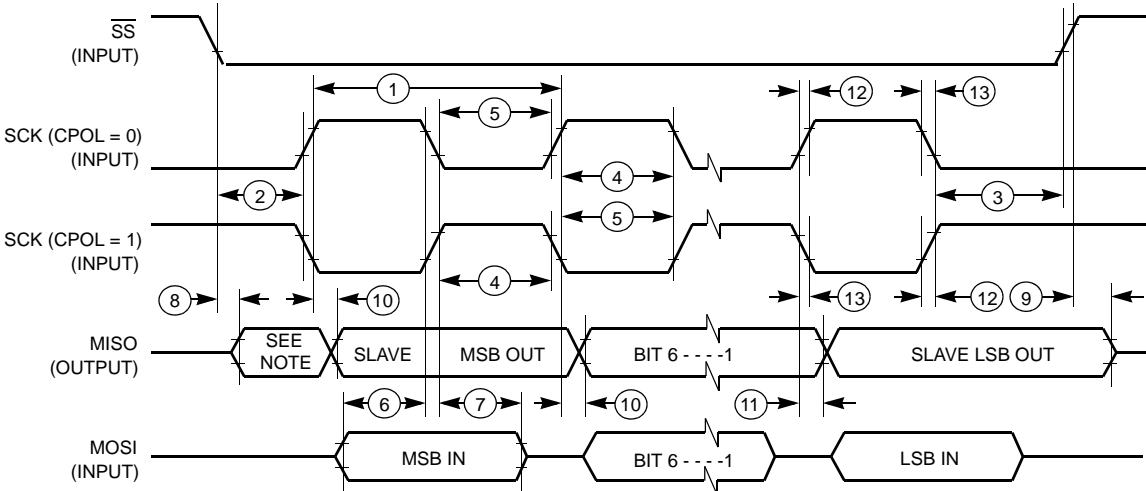 SS
(INPUT)
1
12
13
5
SCK (CPOL = 0)
(INPUT)
4
2
3
5
SCK (CPOL = 1)
(INPUT)
4
8
10
13
12
9
MISO
(OUTPUT)
SEE
NOTE
SLAVE
MSB OUT
BIT 6 - - - -1
SLAVE LSB OUT
6
7
10
11
MOSI
(INPUT)
MSB IN
BIT 6 - - - -1
LSB IN